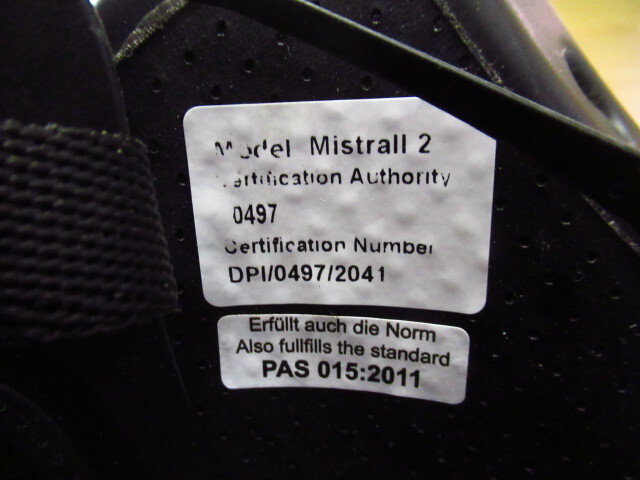 Model Mistrall 2
Certification Authority
0497
Certification Number
DPI/0497/2041
Erfüllt auch die Norm
Also fullfills the standard
PAS 015:2011